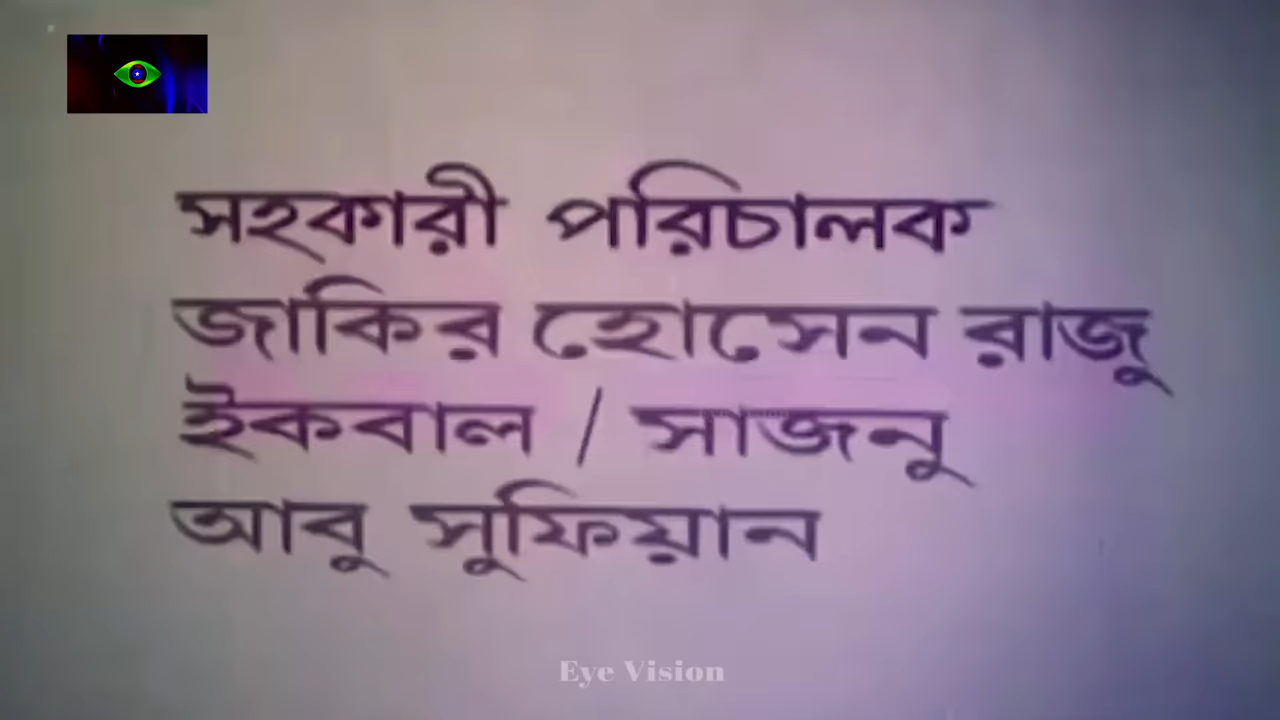 সহকারী পরিচালক
জাকির হোসেন রাজু
ইকবাল / সাজনু
আবু সুফিয়ান
Eye Vision